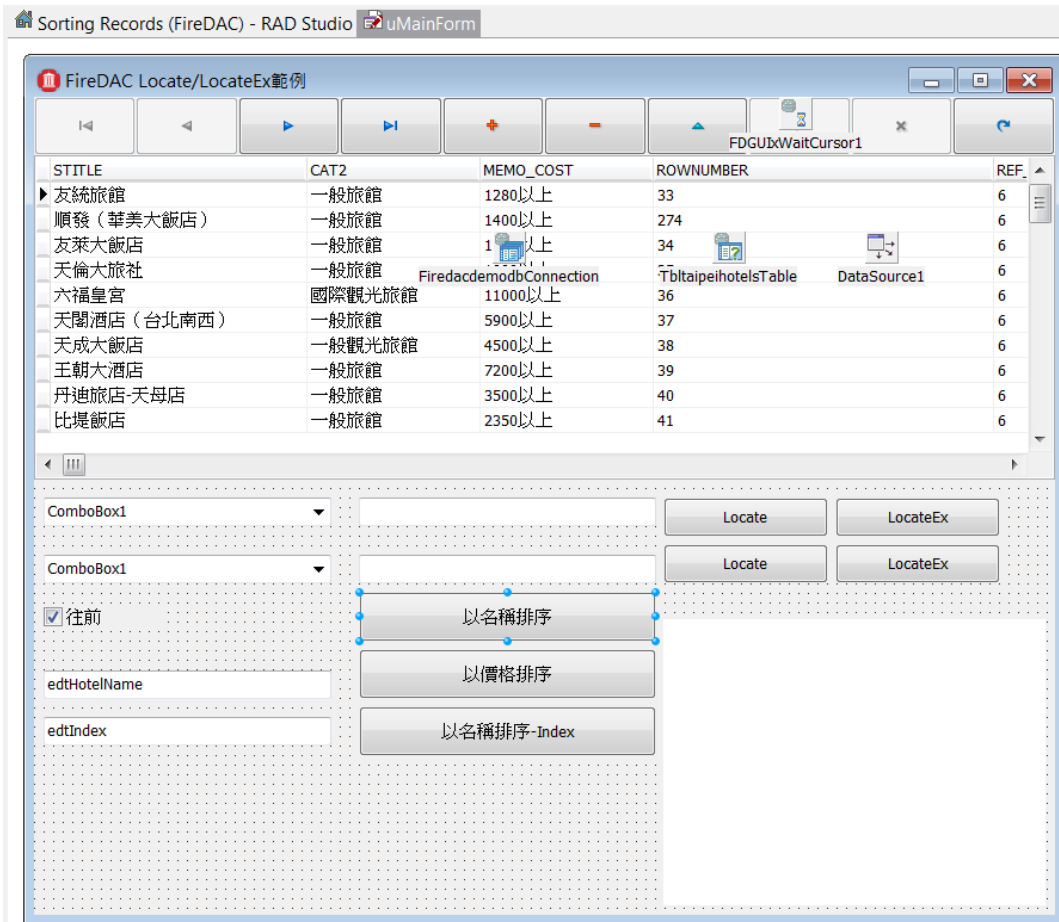 Sorting Records (FireDAC) - RAD Studio uMainForm
FireDAC Locate/LocateEx範例
FDGUIxWaitCursor1
STITLE CAT2 MEMO_COST ROWNUMBER REF_
友統旅館 一般旅館 1280以上 33 6
順發（華美大飯店） 一般旅館 1400以上 274 6
友萊大飯店 一般旅館 1 以上 34 6
天倫大旅社 一般旅館 6
FiredacdemodbConnection TbltaipeihotelsTable DataSource1
六福皇宮 國際觀光旅館 11000以上 36 6
天閣酒店（台北南西） 一般旅館 5900以上 37 6
天成大飯店 一般觀光旅館 4500以上 38 6
王朝大酒店 一般旅館 7200以上 39 6
丹迪旅店-天母店 一般旅館 3500以上 40 6
比堤飯店 一般旅館 2350以上 41 6
ComboBox1 Locate LocateEx
ComboBox1 Locate LocateEx
往前 以名稱排序
以價格排序
edtHotelName
edtIndex 以名稱排序-Index